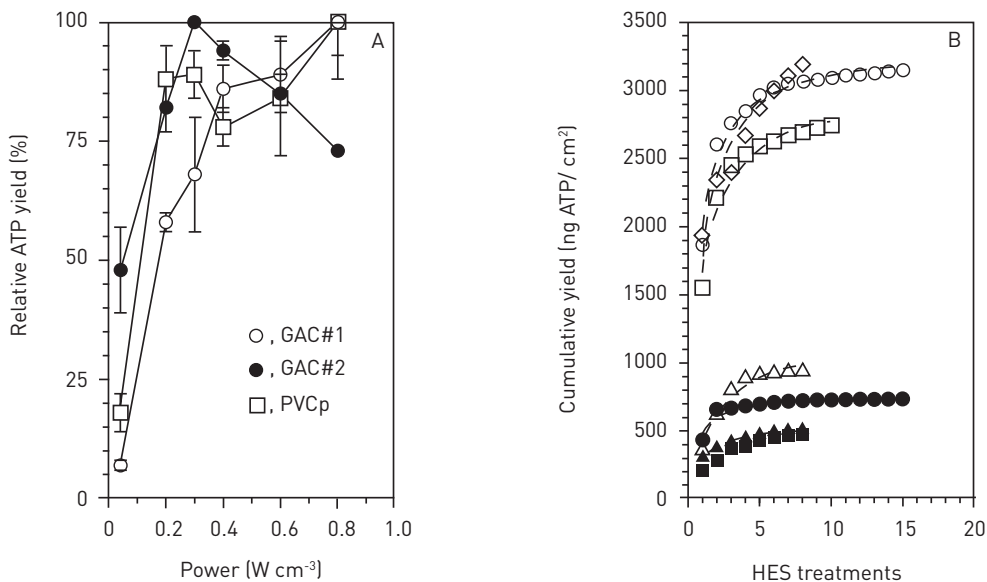 A
Relative ATP yield (%)
100
75
50
25
0
0 0.2 0.4 0.6 0.8 1.0
Power (W cm⁻³)
, GAC#1
, GAC#2
, PVCp
B
Cumulative yield (ng ATP/ cm²)
3500
3000
2500
2000
1500
1000
500
0
0 5 10 15 20
HES treatments